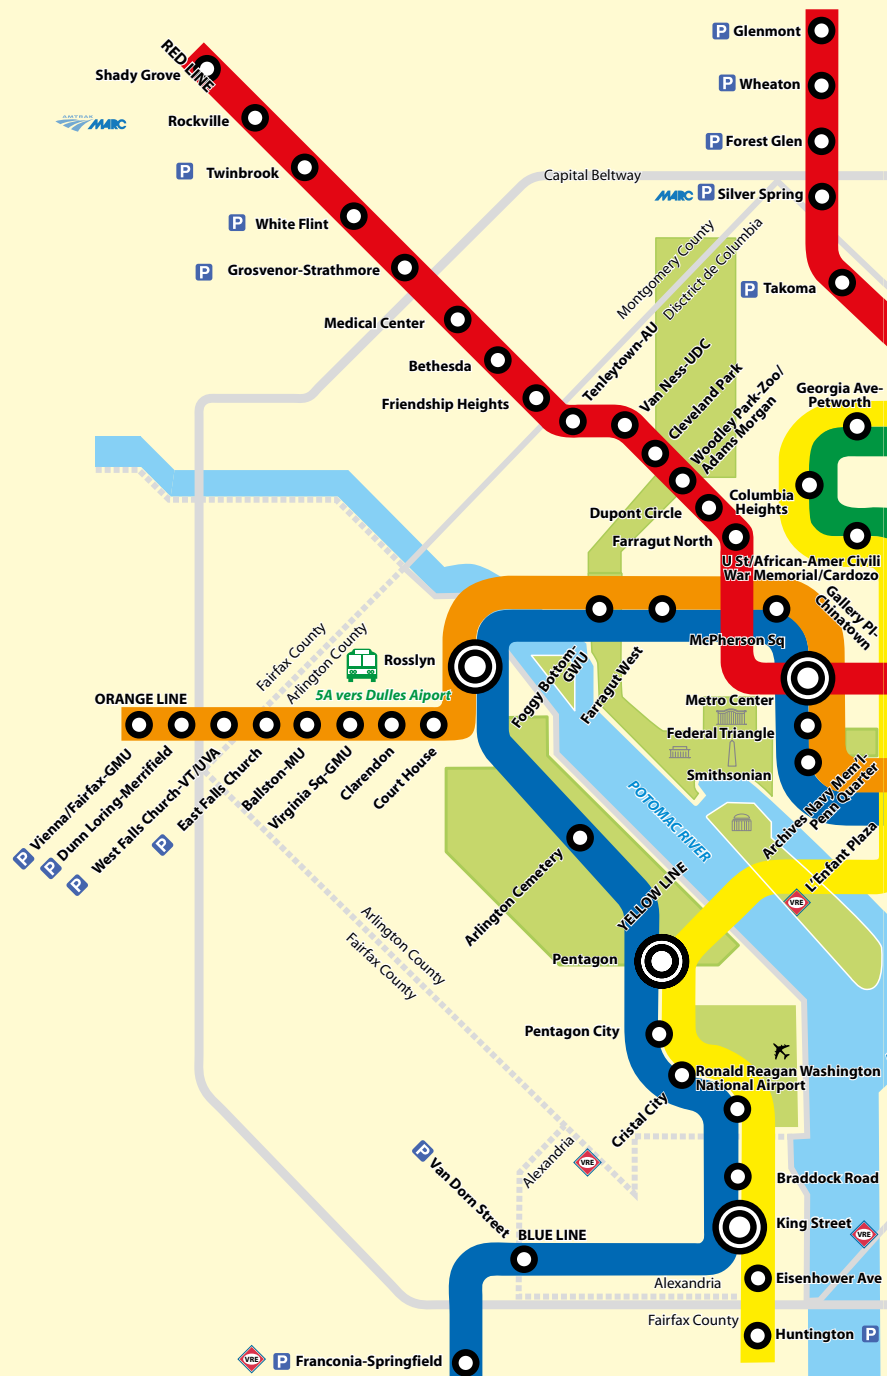 Glenmont
P
RED LINE
Shady Grove
Wheaton
P
AMTRAK
MARC
Rockville
Forest Glen
P
Twinbrook
P
Capital Beltway
MARC
P
Silver Spring
White Flint
P
Montgomery County
Disctrict de Columbia
Grosvenor-Strathmore
P
Takoma
P
Medical Center
Bethesda
Tenleytown-AU
Van Ness-UDC
Cleveland Park
Woodley Park-Zoo/
Adams Morgan
Georgia Ave-
Petworth
Friendship Heights
Columbia
Heights
Dupont Circle
Farragut North
U St/African-Amer Civili
War Memorial/Cardozo
Gallery Pl-
Chinatown
McPherson Sq
Fairfax County
Arlington County
Rosslyn
5A vers Dulles Aiport
Foggy Bottom-
GWU
Farragut West
ORANGE LINE
Metro Center
Federal Triangle
Smithsonian
Vienna/Fairfax-GMU
P
Dunn Loring-Merrifield
P
West Falls Church-VT/UVA
P
East Falls Church
P
Ballston-MU
Virginia Sq-GMU
Clarendon
Court House
Archives Navy Mem'l-
Penn Quarter
POTOMAC RIVER
L'Enfant Plaza
VRE
Arlington Cemetery
YELLOW LINE
Arlington County
Fairfax County
Pentagon
Pentagon City
Ronald Reagan Washington
National Airport
Cristal City
Alexandria
VRE
P
Van Dorn Street
Braddock Road
King Street
VRE
BLUE LINE
Eisenhower Ave
Alexandria
Fairfax County
Huntington
P
VRE
P
Franconia-Springfield